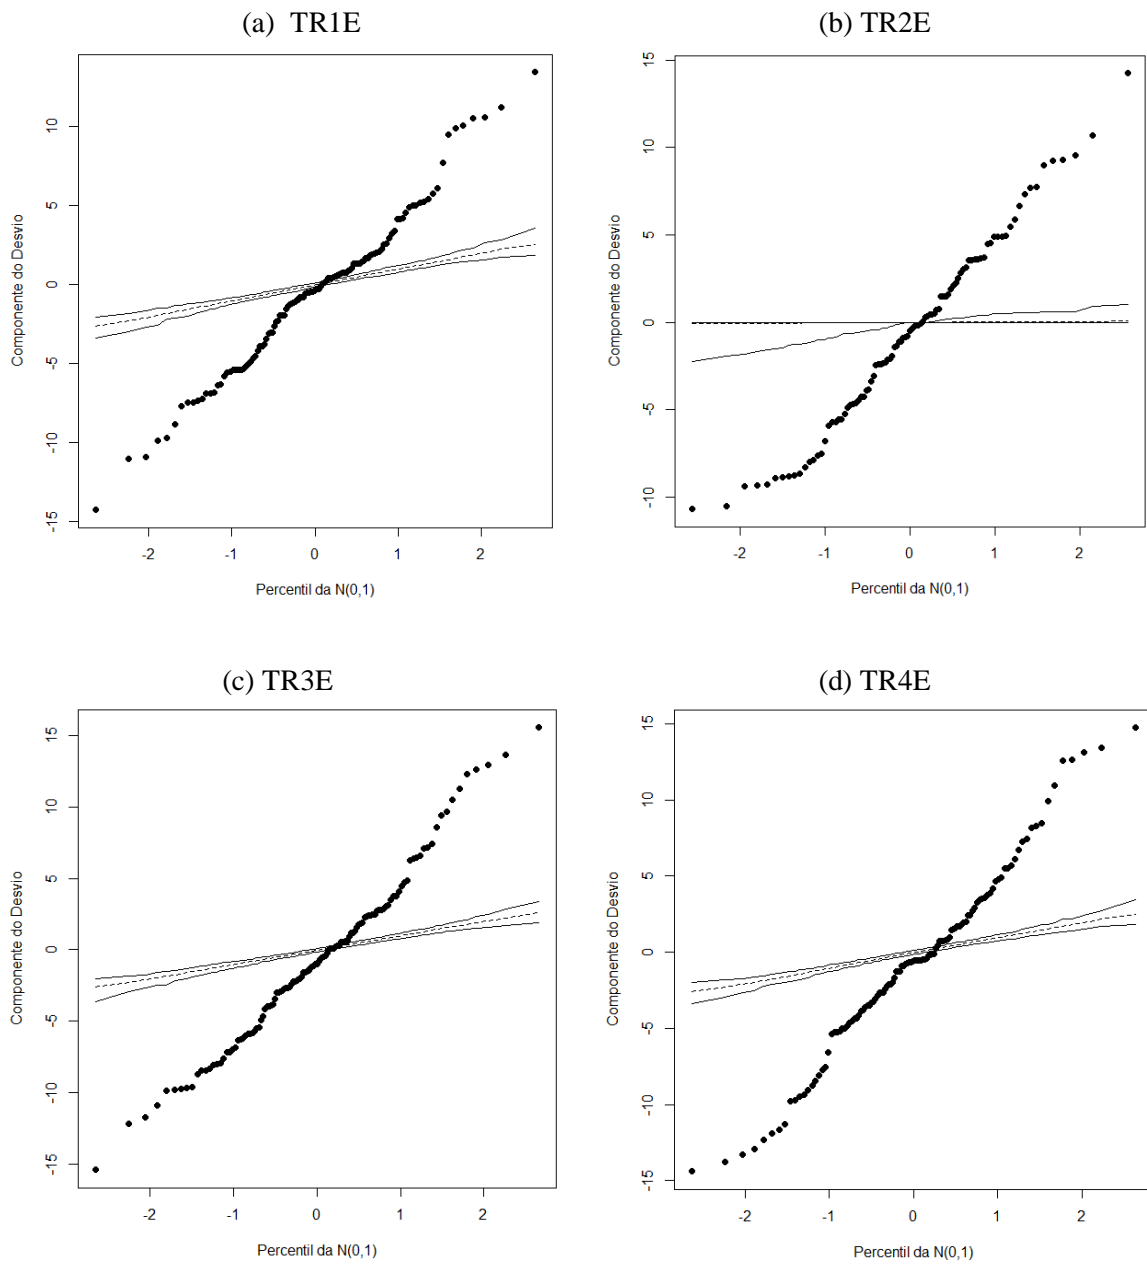 (a) TR1E
(b) TR2E
10
5
0
-5
-10
-15
Componente do Desvio
-2 -1 0 1 2
Percentil da N(0,1)
15
10
5
0
-5
-10
Componente do Desvio
-2 -1 0 1 2
Percentil da N(0,1)
(c) TR3E
(d) TR4E
15
10
5
0
-5
-10
-15
Componente do Desvio
-2 -1 0 1 2
Percentil da N(0,1)
15
10
5
0
-5
-10
-15
Componente do Desvio
-2 -1 0 1 2
Percentil da N(0,1)